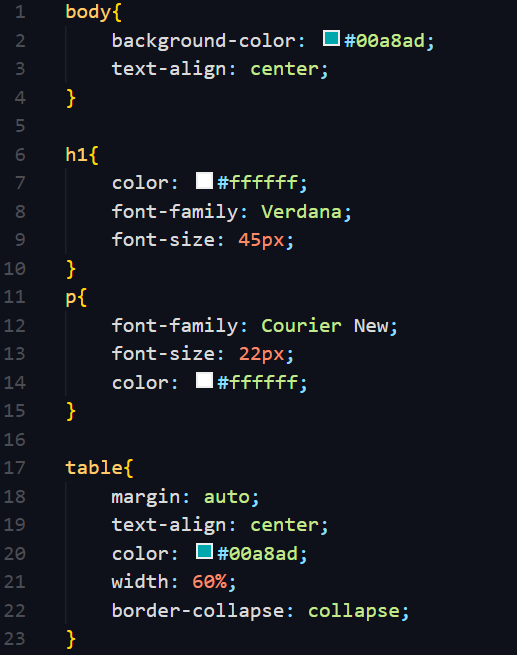 1 body{
2 background-color: #00a8ad;
3 text-align: center;
4 }
5
6 h1{
7 color: #ffffff;
8 font-family: Verdana;
9 font-size: 45px;
10 }
11 p{
12 font-family: Courier New;
13 font-size: 22px;
14 color: #ffffff;
15 }
16
17 table{
18 margin: auto;
19 text-align: center;
20 color: #00a8ad;
21 width: 60%;
22 border-collapse: collapse;
23 }